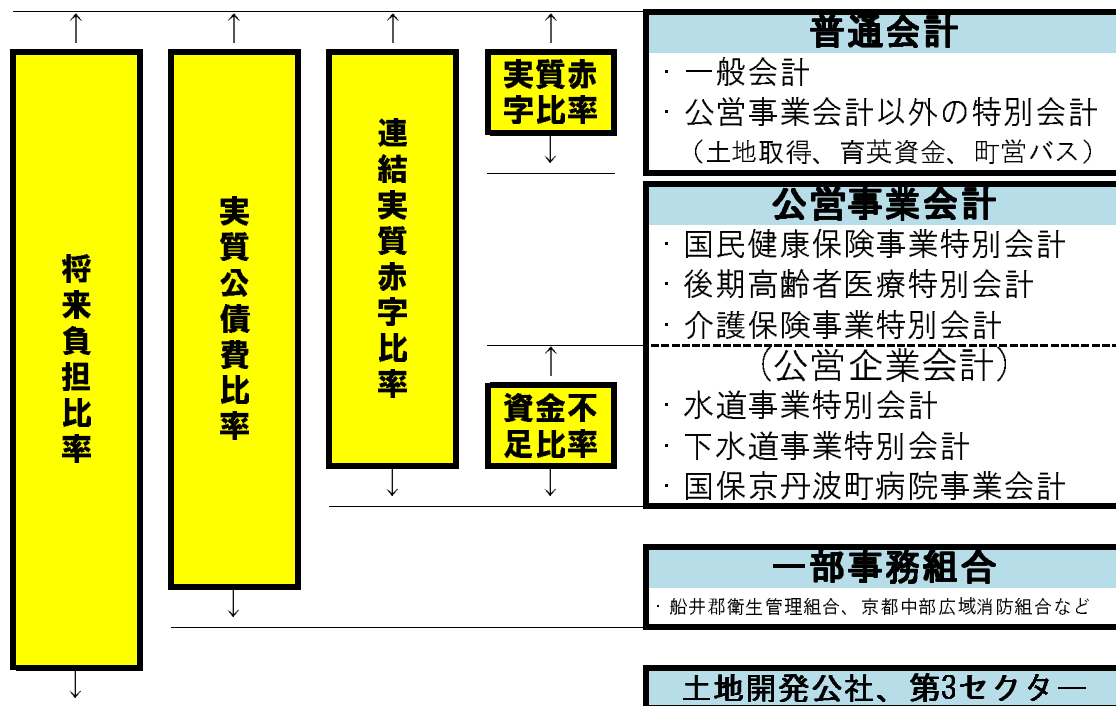 将来負担比率
実質公債費比率
連結実質赤字比率
実質赤
字比率
資金不
足比率
普通会計
・一般会計
・公営事業会計以外の特別会計
（土地取得、育英資金、町営バス）
公営事業会計
・国民健康保険事業特別会計
・後期高齢者医療特別会計
・介護保険事業特別会計
（公営企業会計）
・水道事業特別会計
・下水道事業特別会計
・国保京丹波町病院事業会計
一部事務組合
・船井郡衛生管理組合、京都中部広域消防組合など
土地開発公社、第3セクター